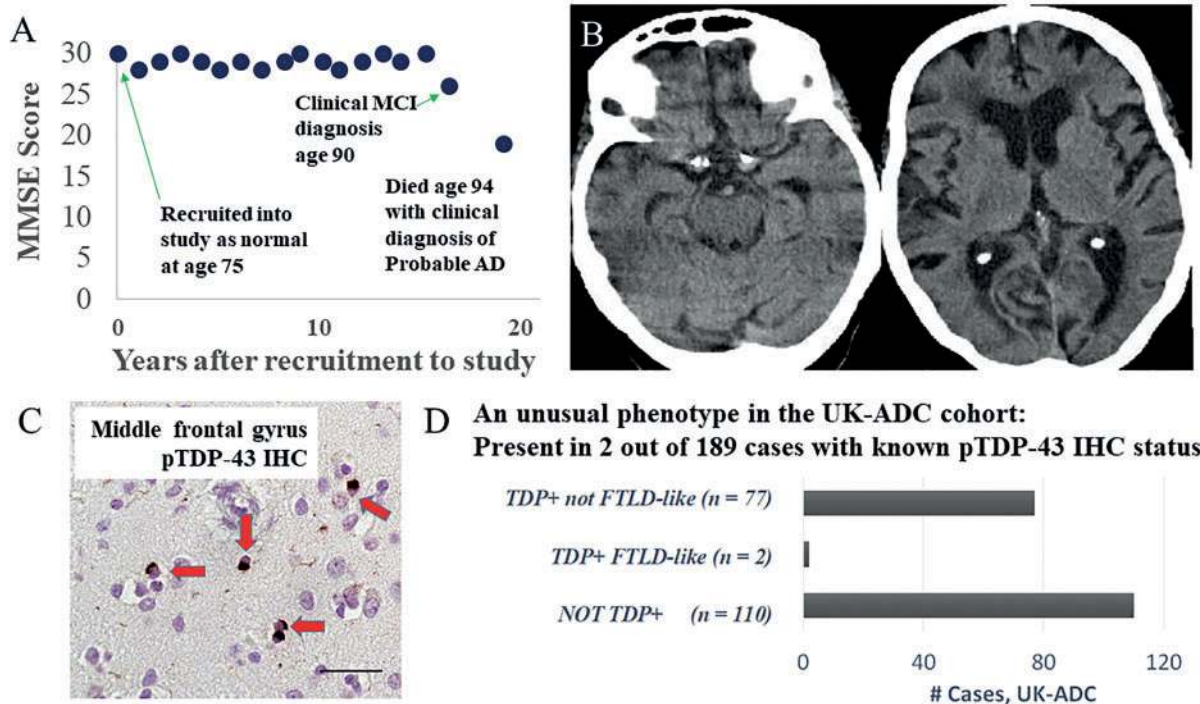 A
MMSE Score
30
25
20
15
10
5
0
Clinical MCI
diagnosis
age 90
Recruited into
study as normal
at age 75
Died age 94
with clinical
diagnosis of
Probable AD
0
10
20
Years after recruitment to study
B
C
Middle frontal gyrus
pTDP-43 IHC
D
An unusual phenotype in the UK-ADC cohort:
Present in 2 out of 189 cases with known pTDP-43 IHC status
TDP+ not FTLD-like (n = 77)
TDP+ FTLD-like (n = 2)
NOT TDP+ (n = 110)
0
40
80
120
# Cases, UK-ADC